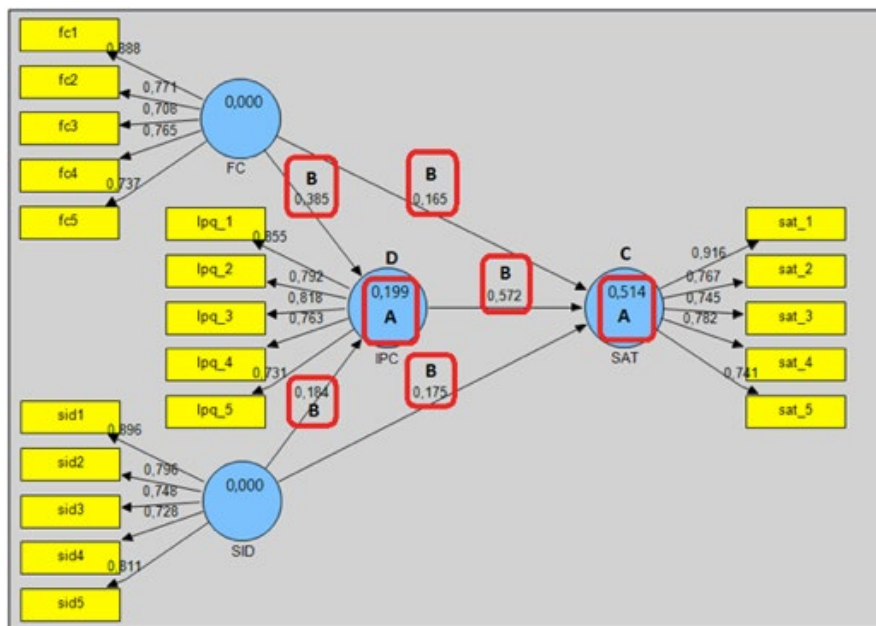 fc1
0,888
fc2
0,771
fc3
0,708
fc4
0,765
fc5
0,737
0,000
FC
B
0,385
B
0,165
lpq_1
0,855
lpq_2
0,792
lpq_3
0,818
lpq_4
0,763
lpq_5
0,731
D
0,199
A
IPC
B
0,572
C
0,514
A
SAT
sat_1
0,916
sat_2
0,767
sat_3
0,745
sat_4
0,782
sat_5
0,741
0,184
B
B
0,175
sid1
0,896
sid2
0,796
sid3
0,748
sid4
0,728
sid5
0,811
0,000
SID